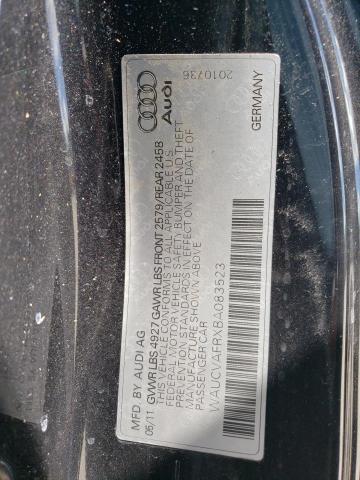 MFD BY AUDI AG
05/11 GVWR LBS 4927 GAWR LBS FRONT 2579/REAR 2458
THIS VEHICLE CONFORMS TO ALL APPLICABLE U.S.
FEDERAL MOTOR VEHICLE SAFETY BUMPER AND THEFT
PREVENTION STANDARDS IN EFFECT ON THE DATE OF
MANUFACTURE SHOWN ABOVE.
PASSENGER CAR
WAUCVAFRXBA083523
Audi
2010736
GERMANY